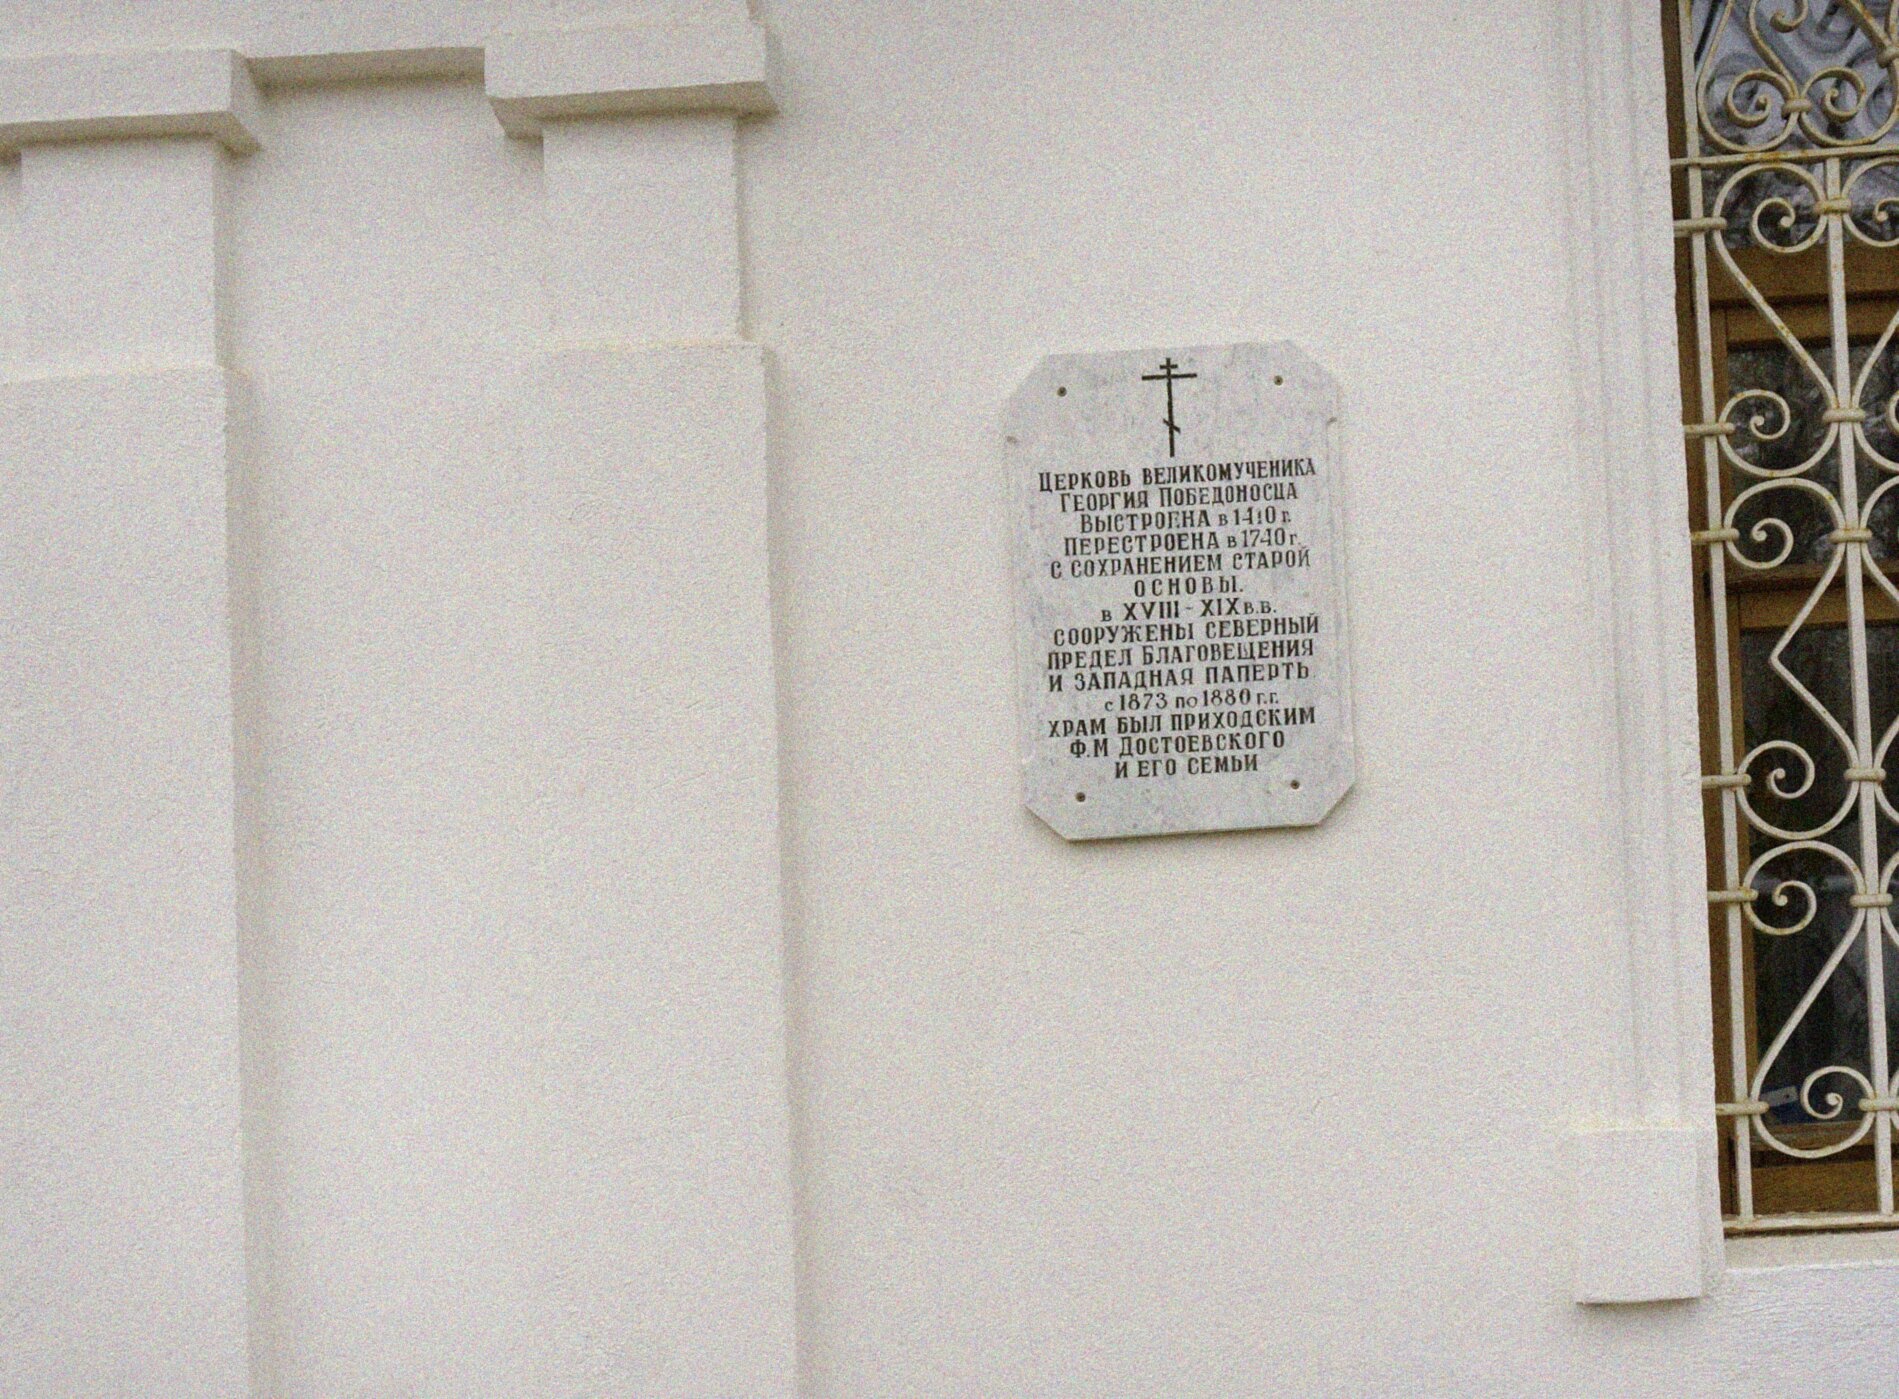 ЦЕРКОВЬ ВЕЛИКОМУЧЕНИКА
ГЕОРГИЯ ПОБЕДОНОСЦА
ВЫСТРОЕНА в 1410 г.
ПЕРЕСТРОЕНА в 1740 г.
С СОХРАНЕНИЕМ СТАРОЙ
ОСНОВЫ.
в XVIII - XIX в.в.
СООРУЖЕНЫ СЕВЕРНЫЙ
ПРЕДЕЛ БЛАГОВЕЩЕНИЯ
И ЗАПАДНАЯ ПАПЕРТЬ
с 1873 по 1880 г.г.
ХРАМ БЫЛ ПРИХОДСКИМ
Ф.М ДОСТОЕВСКОГО
И ЕГО СЕМЬИ